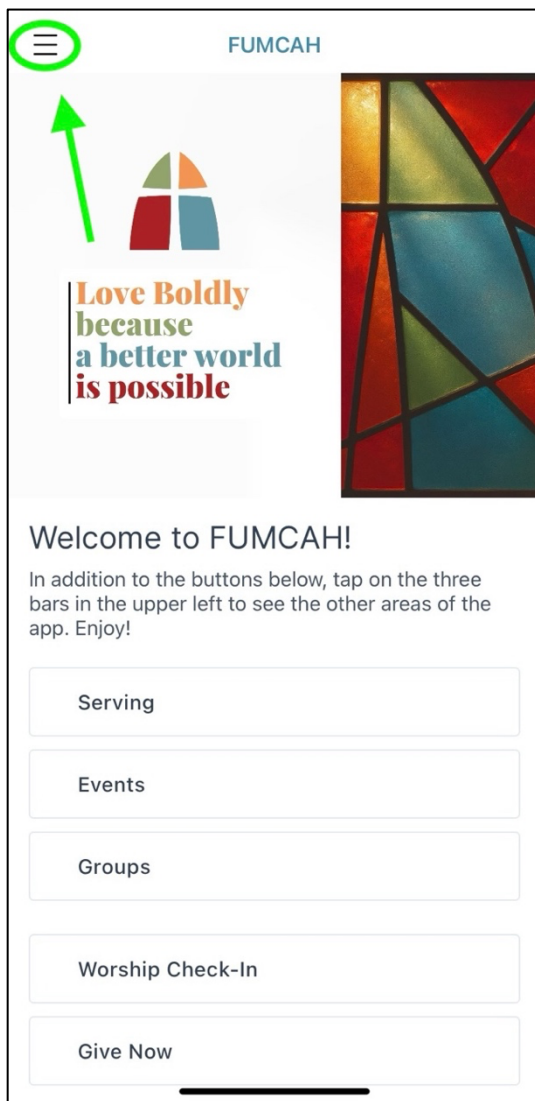 FUMCAH
Love Boldly
because
a better world
is possible
Welcome to FUMCAH!
In addition to the buttons below, tap on the three
bars in the upper left to see the other areas of the
app. Enjoy!
Serving
Events
Groups
Worship Check-In
Give Now